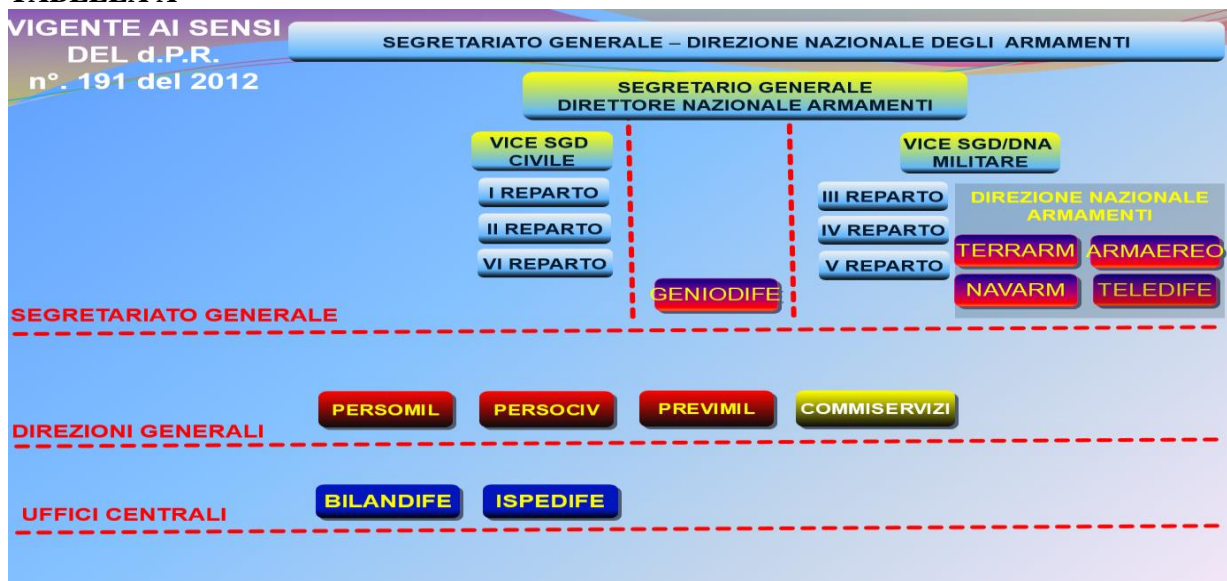 TABELLA A
VIGENTE AI SENSI
DEL d.P.R.
n°. 191 del 2012
SEGRETARIATO GENERALE – DIREZIONE NAZIONALE DEGLI ARMAMENTI
SEGRETARIO GENERALE
DIRETTORE NAZIONALE ARMAMENTI
VICE SGD
CIVILE
I REPARTO
II REPARTO
VI REPARTO
GENIODIFE
VICE SGD/DNA
MILITARE
III REPARTO
IV REPARTO
V REPARTO
DIREZIONE NAZIONALE
ARMAMENTI
TERRARM
ARMAEREO
NAVARM
TELEDIFE
SEGRETARIATO GENERALE
PERSOMIL
PERSOCIV
PREVIMIL
COMMISERVIZI
DIREZIONI GENERALI
BILANDIFE
ISPEDIFE
UFFICI CENTRALI